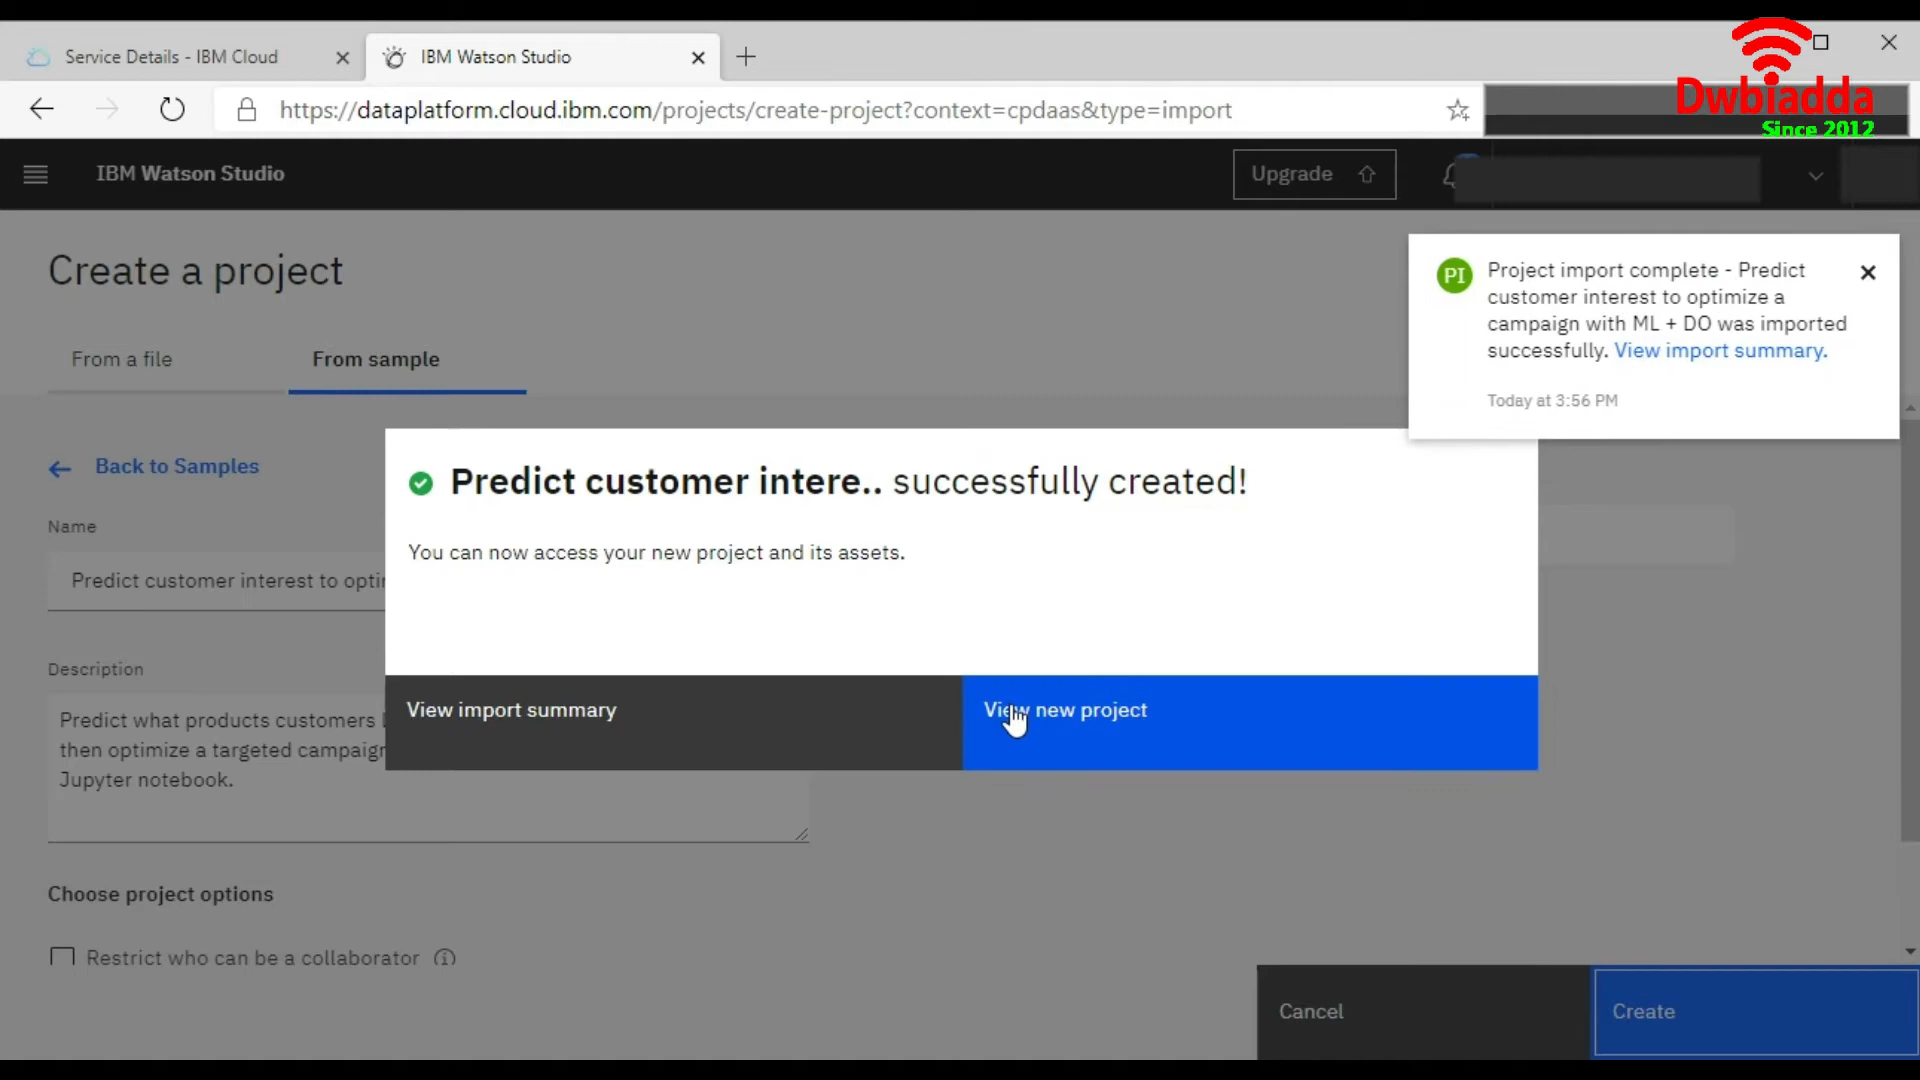 Service Details - IBM Cloud
IBM Watson Studio
Dwbiadda
Since 2012
https://dataplatform.cloud.ibm.com/projects/create-project?context=cpdaas&type=import
IBM Watson Studio
Upgrade
Create a project
From a file
From sample
PI
Project import complete - Predict
customer interest to optimize a
campaign with ML + DO was imported
successfully. View import summary.
Today at 3:56 PM
Back to Samples
Predict customer intere.. successfully created!
You can now access your new project and its assets.
View import summary
View new project
Name
Predict customer interest to opti
Description
Predict what products customers
then optimize a targeted campaign
Jupyter notebook.
Choose project options
Restrict who can be a collaborator
Cancel
Create